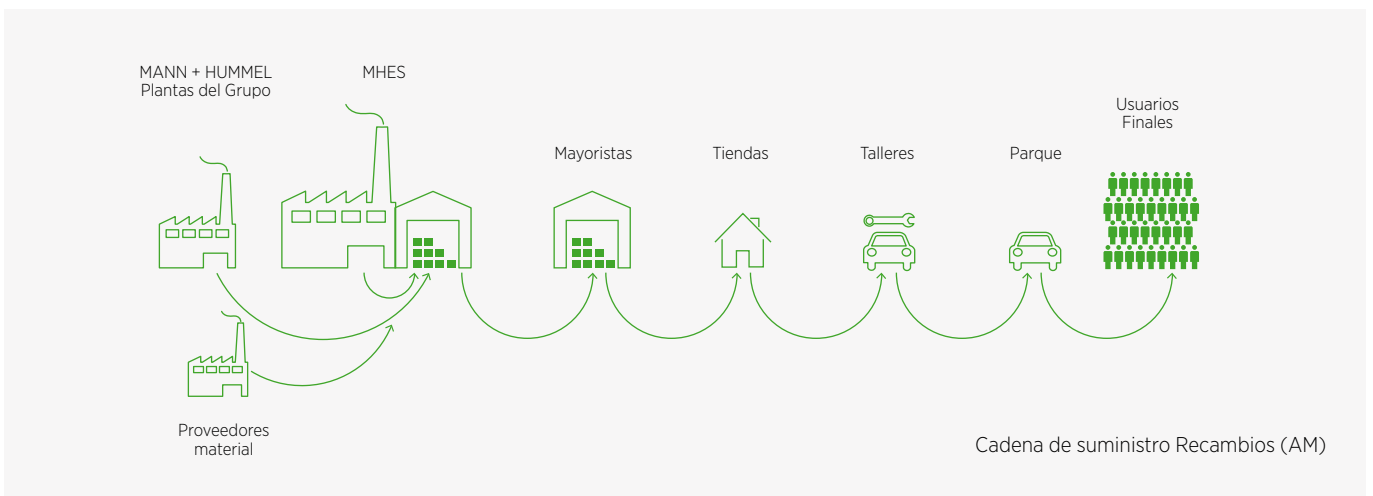 MANN + HUMMEL
Plantas del Grupo
MHES
Mayoristas
Tiendas
Talleres
Parque
Usuarios
Finales
Proveedores
material
Cadena de suministro Recambios (AM)